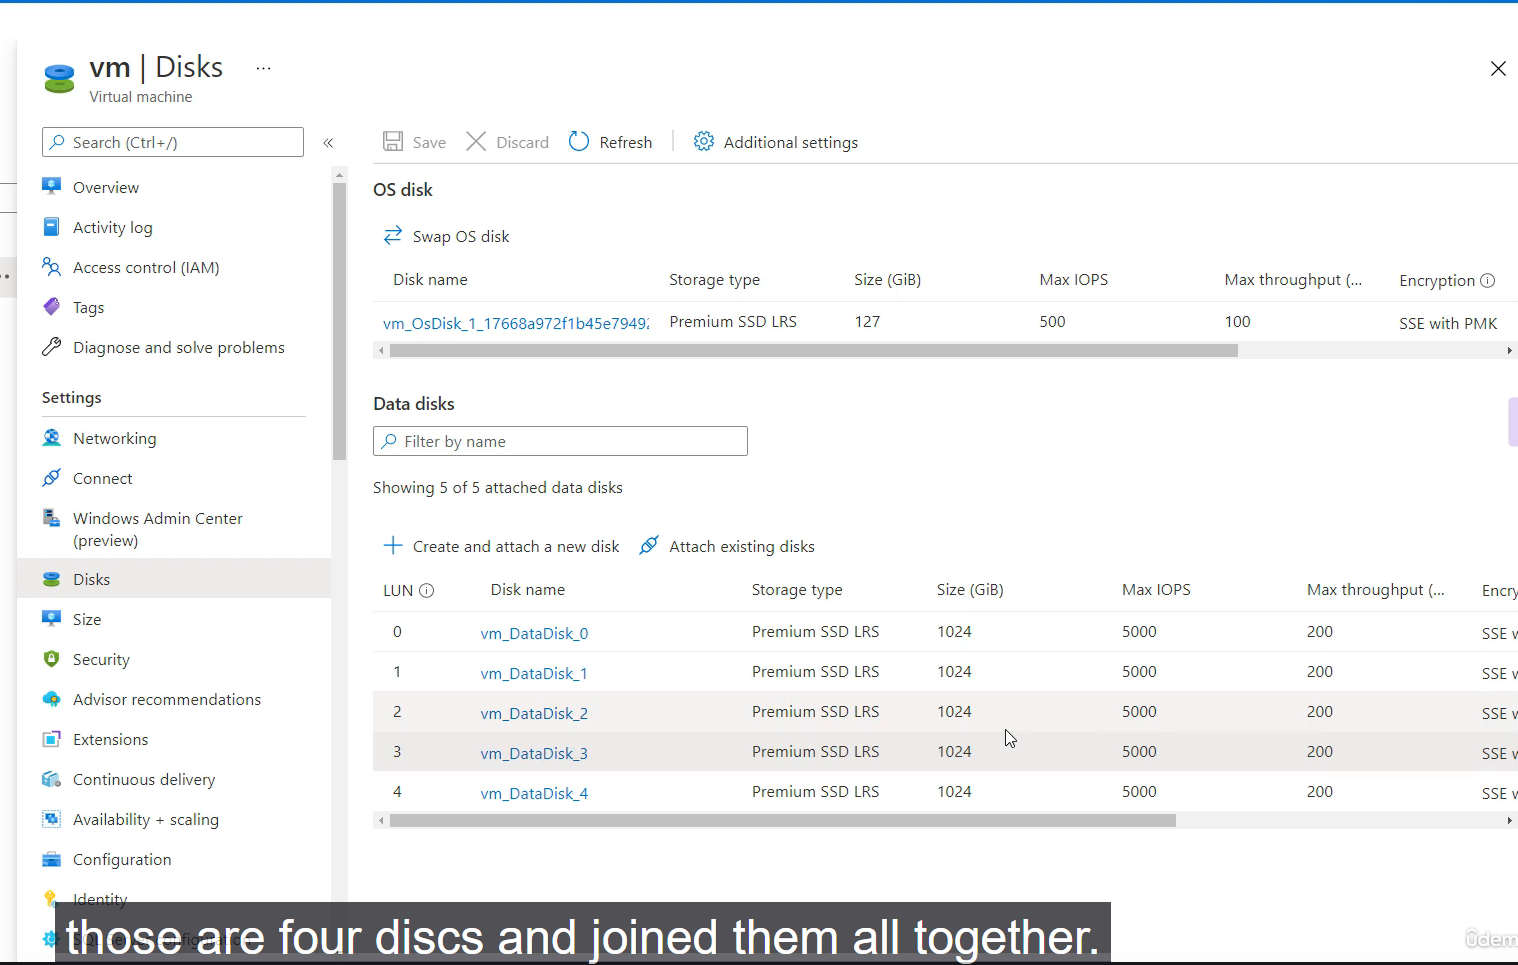 vm | Disks ...
Virtual machine
Search (Ctrl+/)
«
Save
Discard
Refresh
Additional settings
Overview
Activity log
Access control (IAM)
Tags
Diagnose and solve problems
Settings
Networking
Connect
Windows Admin Center
(preview)
Disks
Size
Security
Advisor recommendations
Extensions
Continuous delivery
Availability + scaling
Configuration
Identity
OS disk
Swap OS disk
Disk name Storage type Size (GiB) Max IOPS Max throughput (... Encryption
vm_OsDisk_1_17668a972f1b45e7949 Premium SSD LRS 127 500 100 SSE with PMK
Data disks
Filter by name
Showing 5 of 5 attached data disks
Create and attach a new disk Attach existing disks
LUN Disk name Storage type Size (GiB) Max IOPS Max throughput (... Encry
0 vm_DataDisk_0 Premium SSD LRS 1024 5000 200 SSE
1 vm_DataDisk_1 Premium SSD LRS 1024 5000 200 SSE
2 vm_DataDisk_2 Premium SSD LRS 1024 5000 200 SSE
3 vm_DataDisk_3 Premium SSD LRS 1024 5000 200 SSE
4 vm_DataDisk_4 Premium SSD LRS 1024 5000 200 SSE
those are four discs and joined them all together.
ûdem